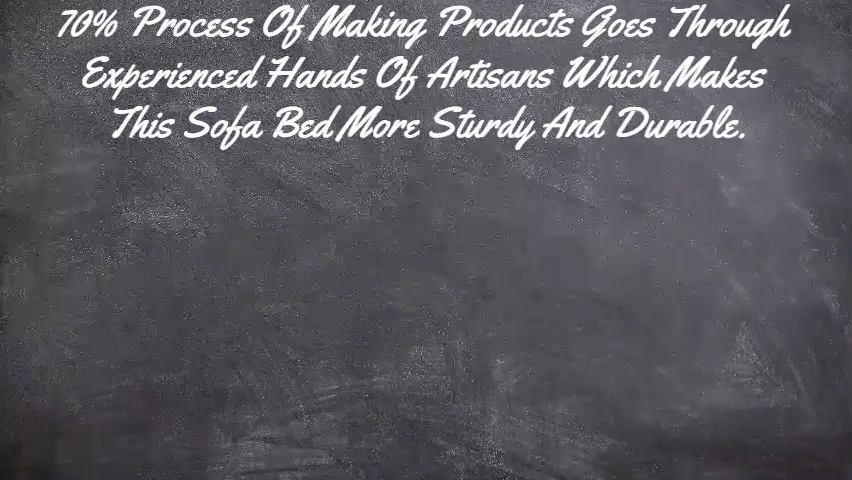 70% Process Of Making Products Goes Through
Experienced Hands Of Artisans Which Makes
This Sofa Bed More Sturdy And Durable.